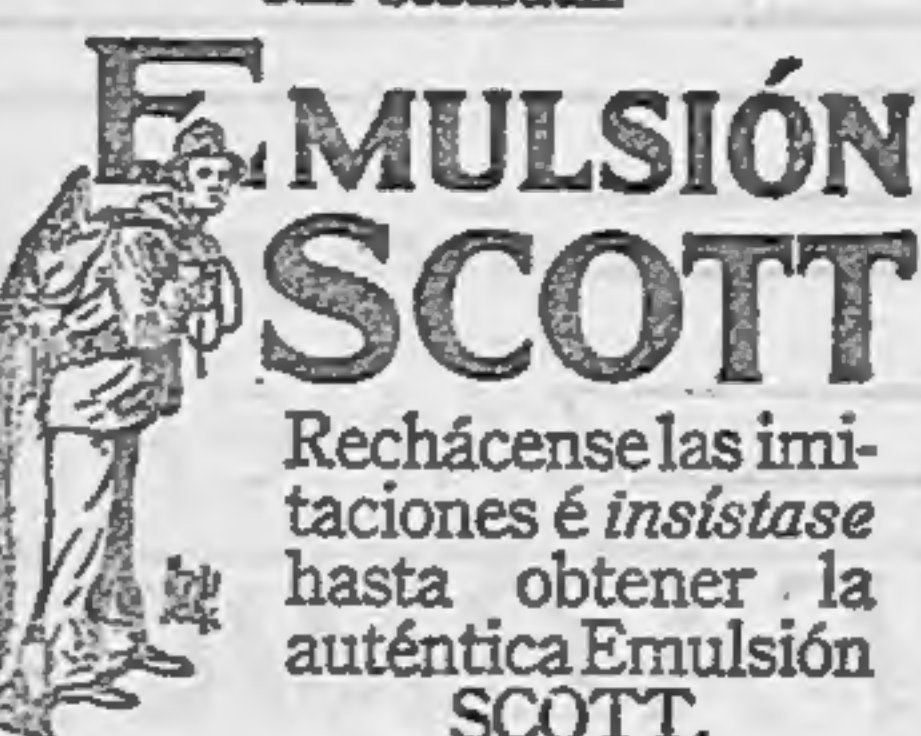 EMULSIÓN
SCOTT
Rechácense las imi-
taciones é insístase
hasta obtener la
auténtica Emulsión
SCOTT.